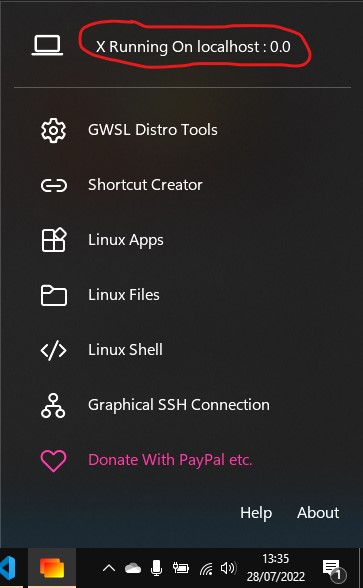 X Running On localhost : 0.0
GWSL Distro Tools
Shortcut Creator
Linux Apps
Linux Files
Linux Shell
Graphical SSH Connection
Donate With PayPal etc.
Help About
13:35
28/07/2022
1